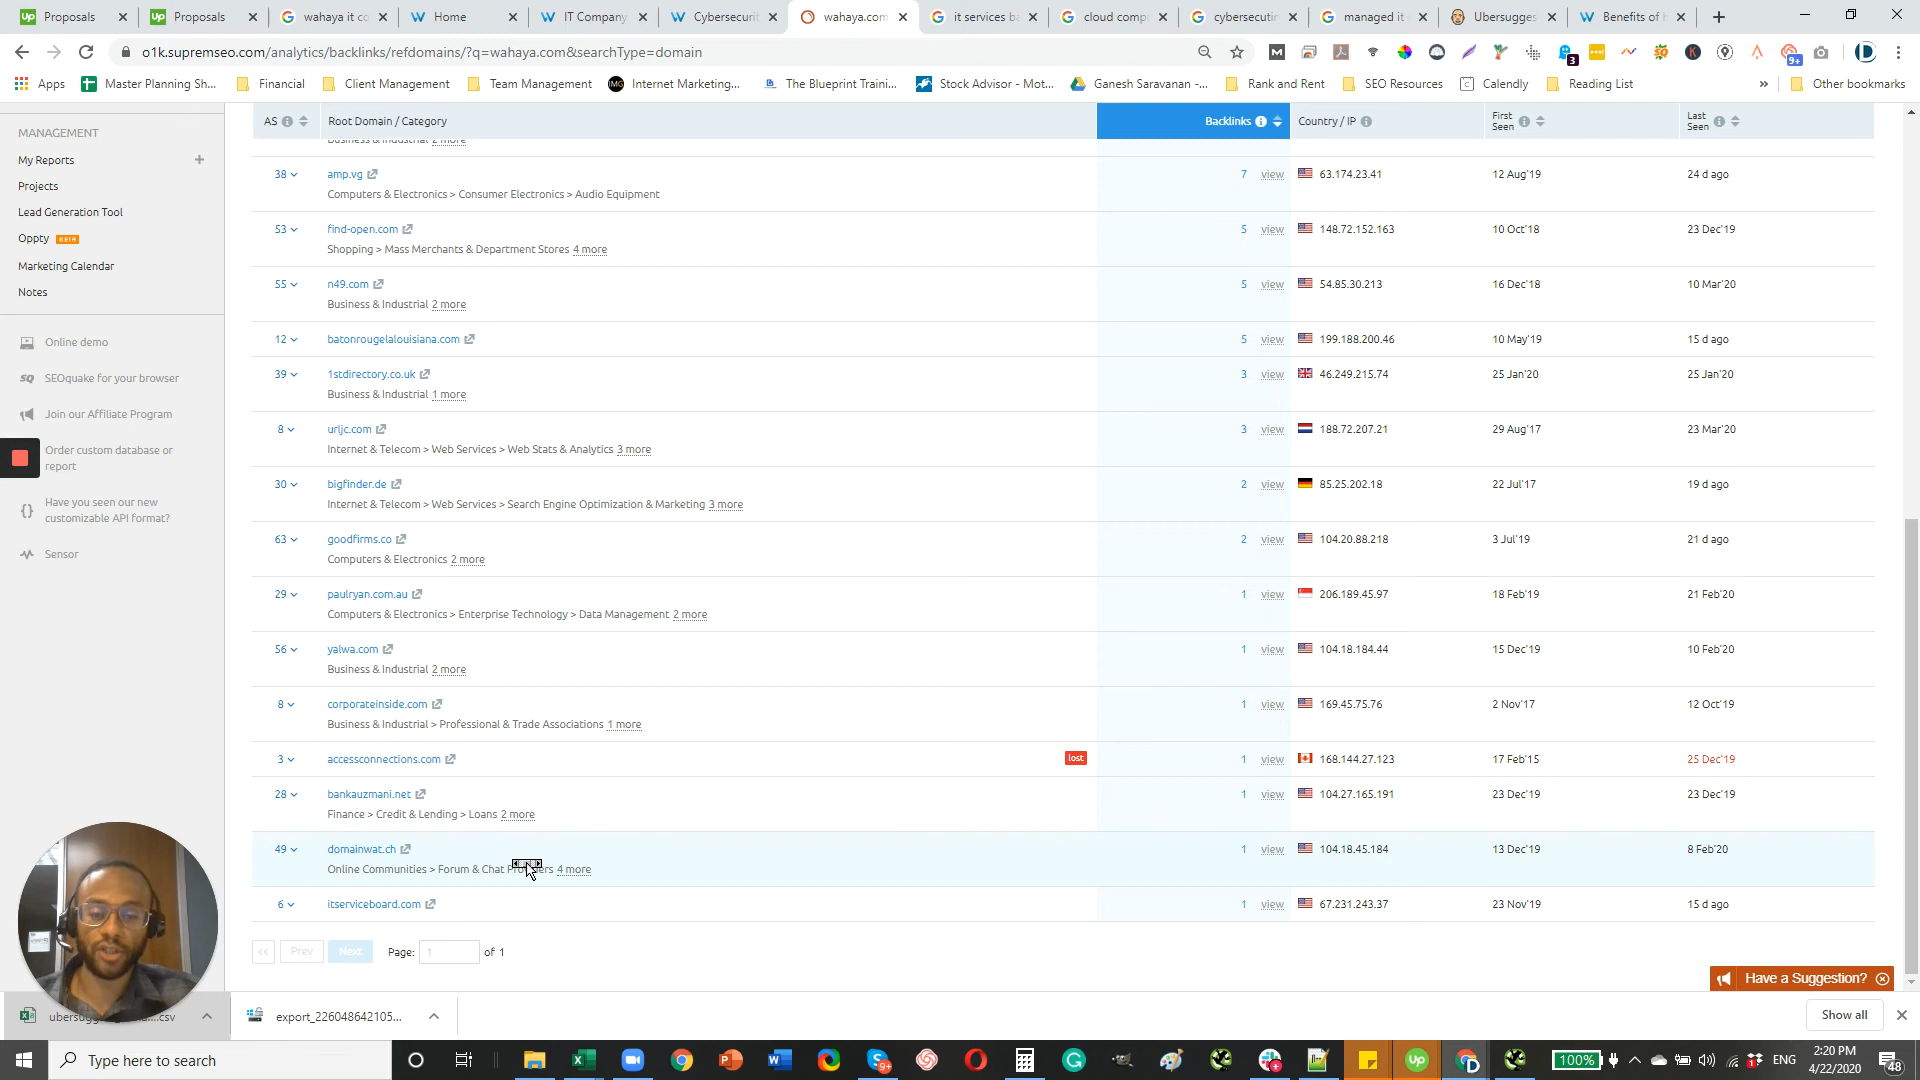 Proposals
Proposals
wahaya it co
Home
IT Company
Cybersecurit
wahaya.com
it services ba
cloud comp
cybersecutir
managed it
Ubersugges
Benefits of
o1k.supremseo.com/analytics/backlinks/refdomains/?q=wahaya.com&searchType=domain
Apps
Master Planning Sh...
Financial
Client Management
Team Management
Internet Marketing...
The Blueprint Traini...
Stock Advisor - Mot...
Ganesh Saravanan -...
Rank and Rent
SEO Resources
Calendly
Reading List
Other bookmarks
MANAGEMENT
My Reports
Projects
Lead Generation Tool
Oppty BETA
Marketing Calendar
Notes
Online demo
SEOquake for your browser
Join our Affiliate Program
Order custom database or
report
Have you seen our new
customizable API format?
Sensor
AS Root Domain / Category Backlinks Country / IP First Seen Last Seen
Business & Industrial 2 more
38 amp.vg 7 view 63.174.23.41 12 Aug'19 24 d ago
Computers & Electronics > Consumer Electronics > Audio Equipment
53 find-open.com 5 view 148.72.152.163 10 Oct'18 23 Dec'19
Shopping > Mass Merchants & Department Stores 4 more
55 n49.com 5 view 54.85.30.213 16 Dec'18 10 Mar'20
Business & Industrial 2 more
12 batonrougelalouisiana.com 5 view 199.188.200.46 10 May'19 15 d ago
39 1stdirectory.co.uk 3 view 46.249.215.74 25 Jan'20 25 Jan'20
Business & Industrial 1 more
8 urljc.com 3 view 188.72.207.21 29 Aug'17 23 Mar'20
Internet & Telecom > Web Services > Web Stats & Analytics 3 more
30 bigfinder.de 2 view 85.25.202.18 22 Jul'17 19 d ago
Internet & Telecom > Web Services > Search Engine Optimization & Marketing 3 more
63 goodfirms.co 2 view 104.20.88.218 3 Jul'19 21 d ago
Computers & Electronics 2 more
29 paulryan.com.au 1 view 206.189.45.97 18 Feb'19 21 Feb'20
Computers & Electronics > Enterprise Technology > Data Management 2 more
56 yalwa.com 1 view 104.18.184.44 15 Dec'19 10 Feb'20
Business & Industrial 2 more
8 corporateinside.com 1 view 169.45.75.76 2 Nov'17 12 Oct'19
Business & Industrial > Professional & Trade Associations 1 more
3 accessconnections.com lost 1 view 168.144.27.123 17 Feb'15 25 Dec'19
28 bankauzmani.net 1 view 104.27.165.191 23 Dec'19 23 Dec'19
Finance > Credit & Lending > Loans 2 more
49 domainwat.ch 1 view 104.18.45.184 13 Dec'19 8 Feb'20
Online Communities > Forum & Chat 4 more
6 itserviceboard.com 1 view 67.231.243.37 23 Nov'19 15 d ago
<< Prev Next Page: 1 of 1
Have a Suggestion?
export_226048642105...
Show all
Type here to search
100%
ENG
2:20 PM
4/22/2020
48